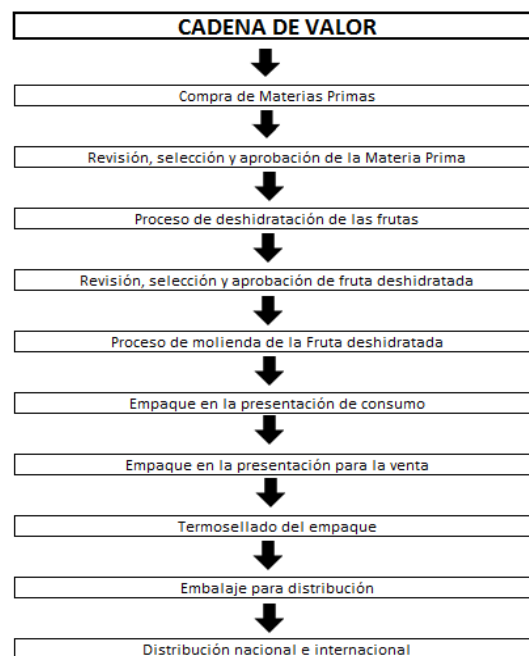 CADENA DE VALOR
Compra de Materias Primas
Revisión, selección y aprobación de la Materia Prima
Proceso de deshidratación de las frutas
Revisión, selección y aprobación de fruta deshidratada
Proceso de molienda de la Fruta deshidratada
Empaque en la presentación de consumo
Empaque en la presentación para la venta
Termosellado del empaque
Embalaje para distribución
Distribución nacional e internacional